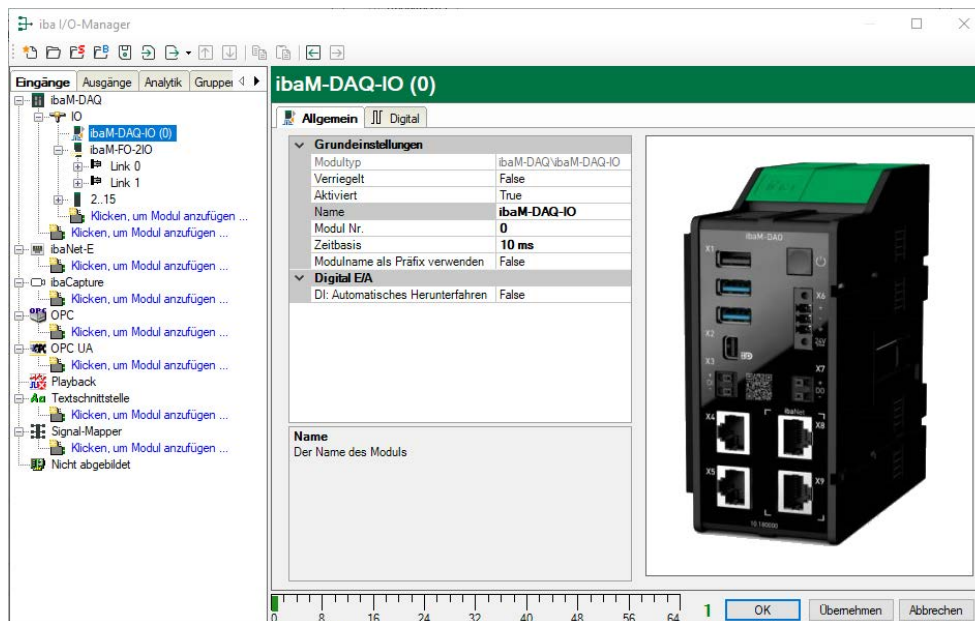 iba I/O-Manager
Eingänge Ausgänge Analytik Grupper
ibaM-DAQ
IO
ibaM-DAQ-IO (0)
ibaM-FO-2IO
Link 0
Link 1
2..15
Klicken, um Modul anzufügen ...
Klicken, um Modul anzufügen ...
ibaNet-E
Klicken, um Modul anzufügen ...
ibaCapture
Klicken, um Modul anzufügen ...
OPC
Klicken, um Modul anzufügen ...
OPC UA
Klicken, um Modul anzufügen ...
Playback
Textschnittstelle
Klicken, um Modul anzufügen ...
Signal-Mapper
Klicken, um Modul anzufügen ...
Nicht abgebildet
ibaM-DAQ-IO (0)
Allgemein Digital
Grundeinstellungen
Modultyp ibaM-DAQ\ibaM-DAQ-IO
Verriegelt False
Aktiviert True
Name ibaM-DAQ-IO
Modul Nr. 0
Zeitbasis 10 ms
Modulname als Präfix verwenden False
Digital E/A
DI: Automatisches Herunterfahren False
Name
Der Name des Moduls
ibaM-DAQ
X1
X6
X2
X3
X7
ibaNet
X4
X8
X5
X9
10.180000
0 8 16 24 32 40 48 56 64
1 OK Übernehmen Abbrechen